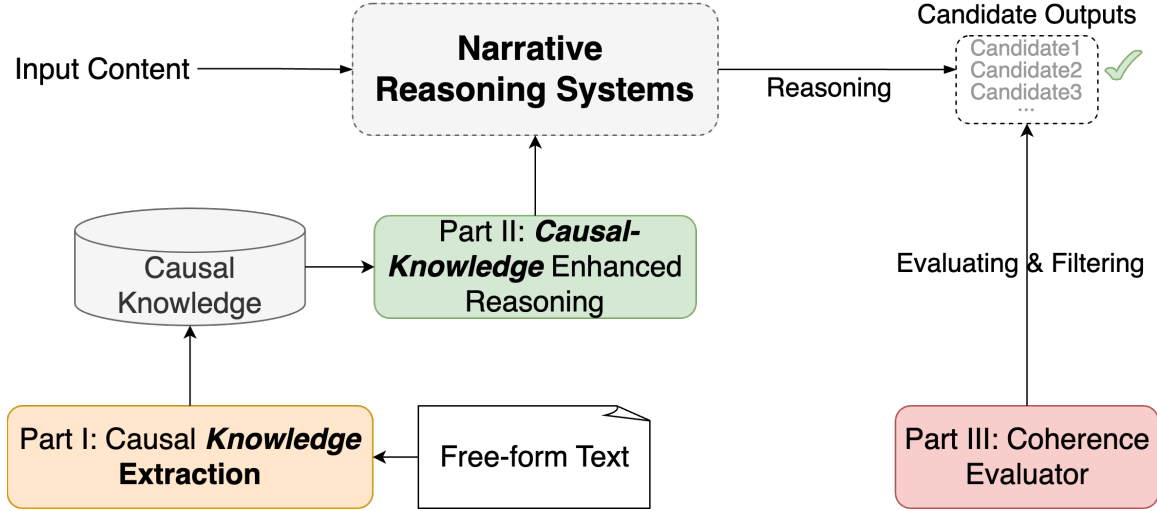 Candidate Outputs
Input Content
Narrative
Reasoning Systems
Reasoning
Candidate1
Candidate2
Candidate3
...
Causal
Knowledge
Part II: Causal-
Knowledge Enhanced
Reasoning
Evaluating & Filtering
Part I: Causal Knowledge
Extraction
Free-form Text
Part III: Coherence
Evaluator